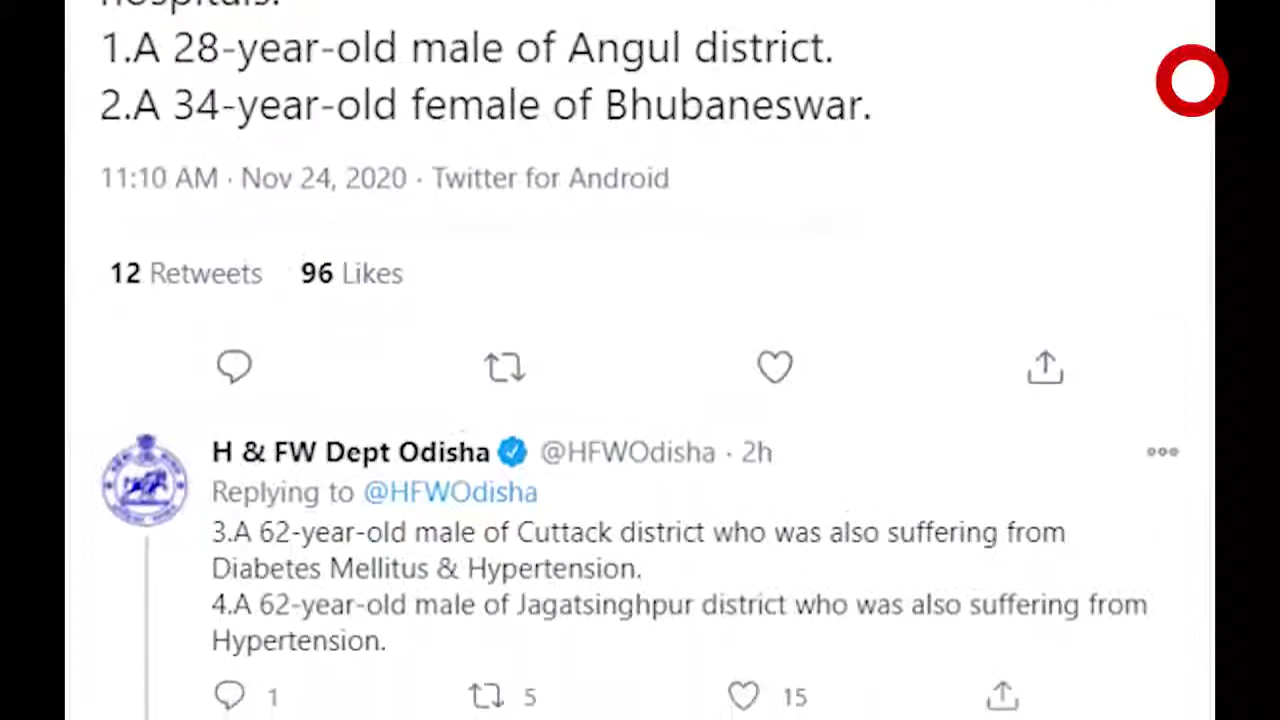 hospitals.
1.A 28-year-old male of Angul district.
2.A 34-year-old female of Bhubaneswar.
11:10 AM · Nov 24, 2020 · Twitter for Android
12 Retweets 96 Likes
H & FW Dept Odisha @HFWOdisha · 2h
Replying to @HFWOdisha
3.A 62-year-old male of Cuttack district who was also suffering from
Diabetes Mellitus & Hypertension.
4.A 62-year-old male of Jagatsinghpur district who was also suffering from
Hypertension.
1 5 15